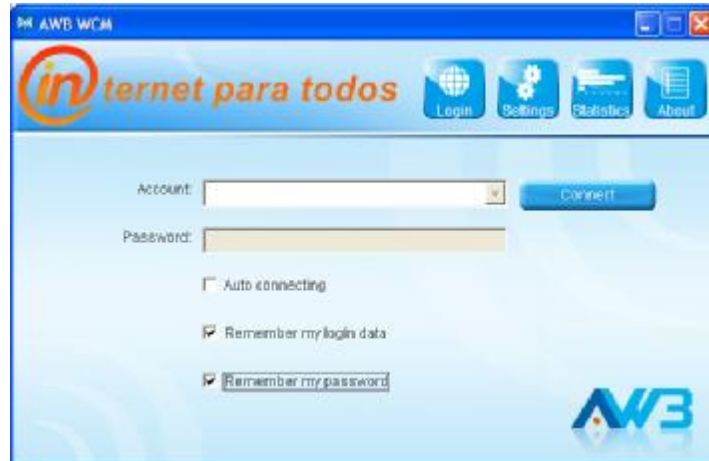 AWB WCM
internet para todos
Login
Settings
Statistics
About
Account:
Connect
Password:
Auto connecting
Remember my login data
Remember my password
AWB